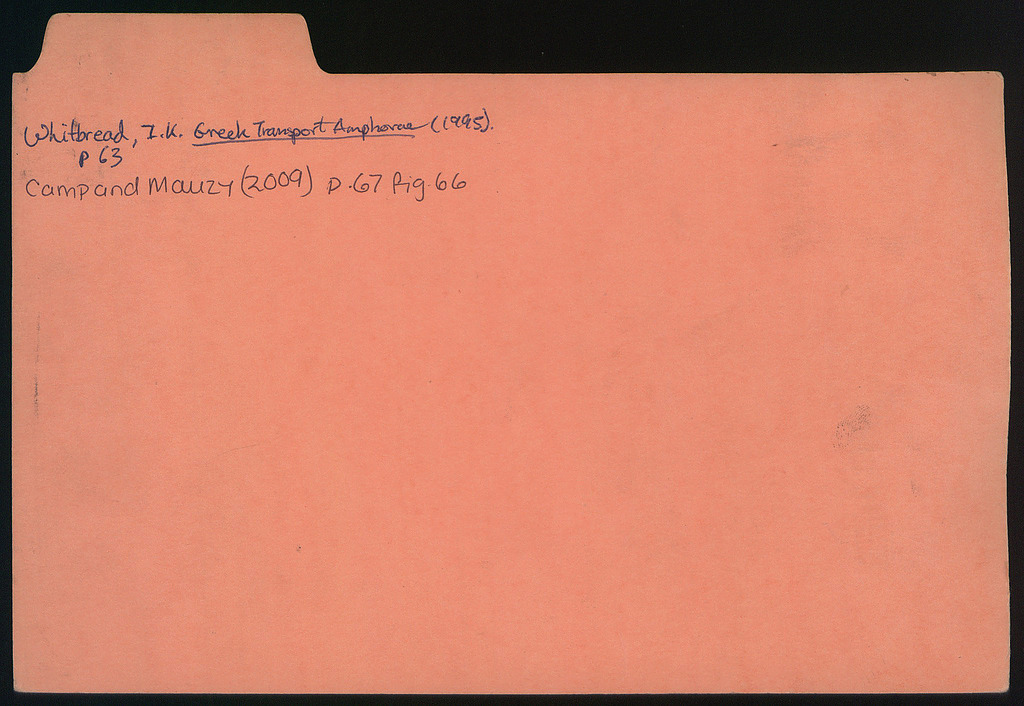 Whitbread, I.K. Greek Transport Amphorae (1995).
p 63
Camp and Mauzy (2009) p.67 fig.66